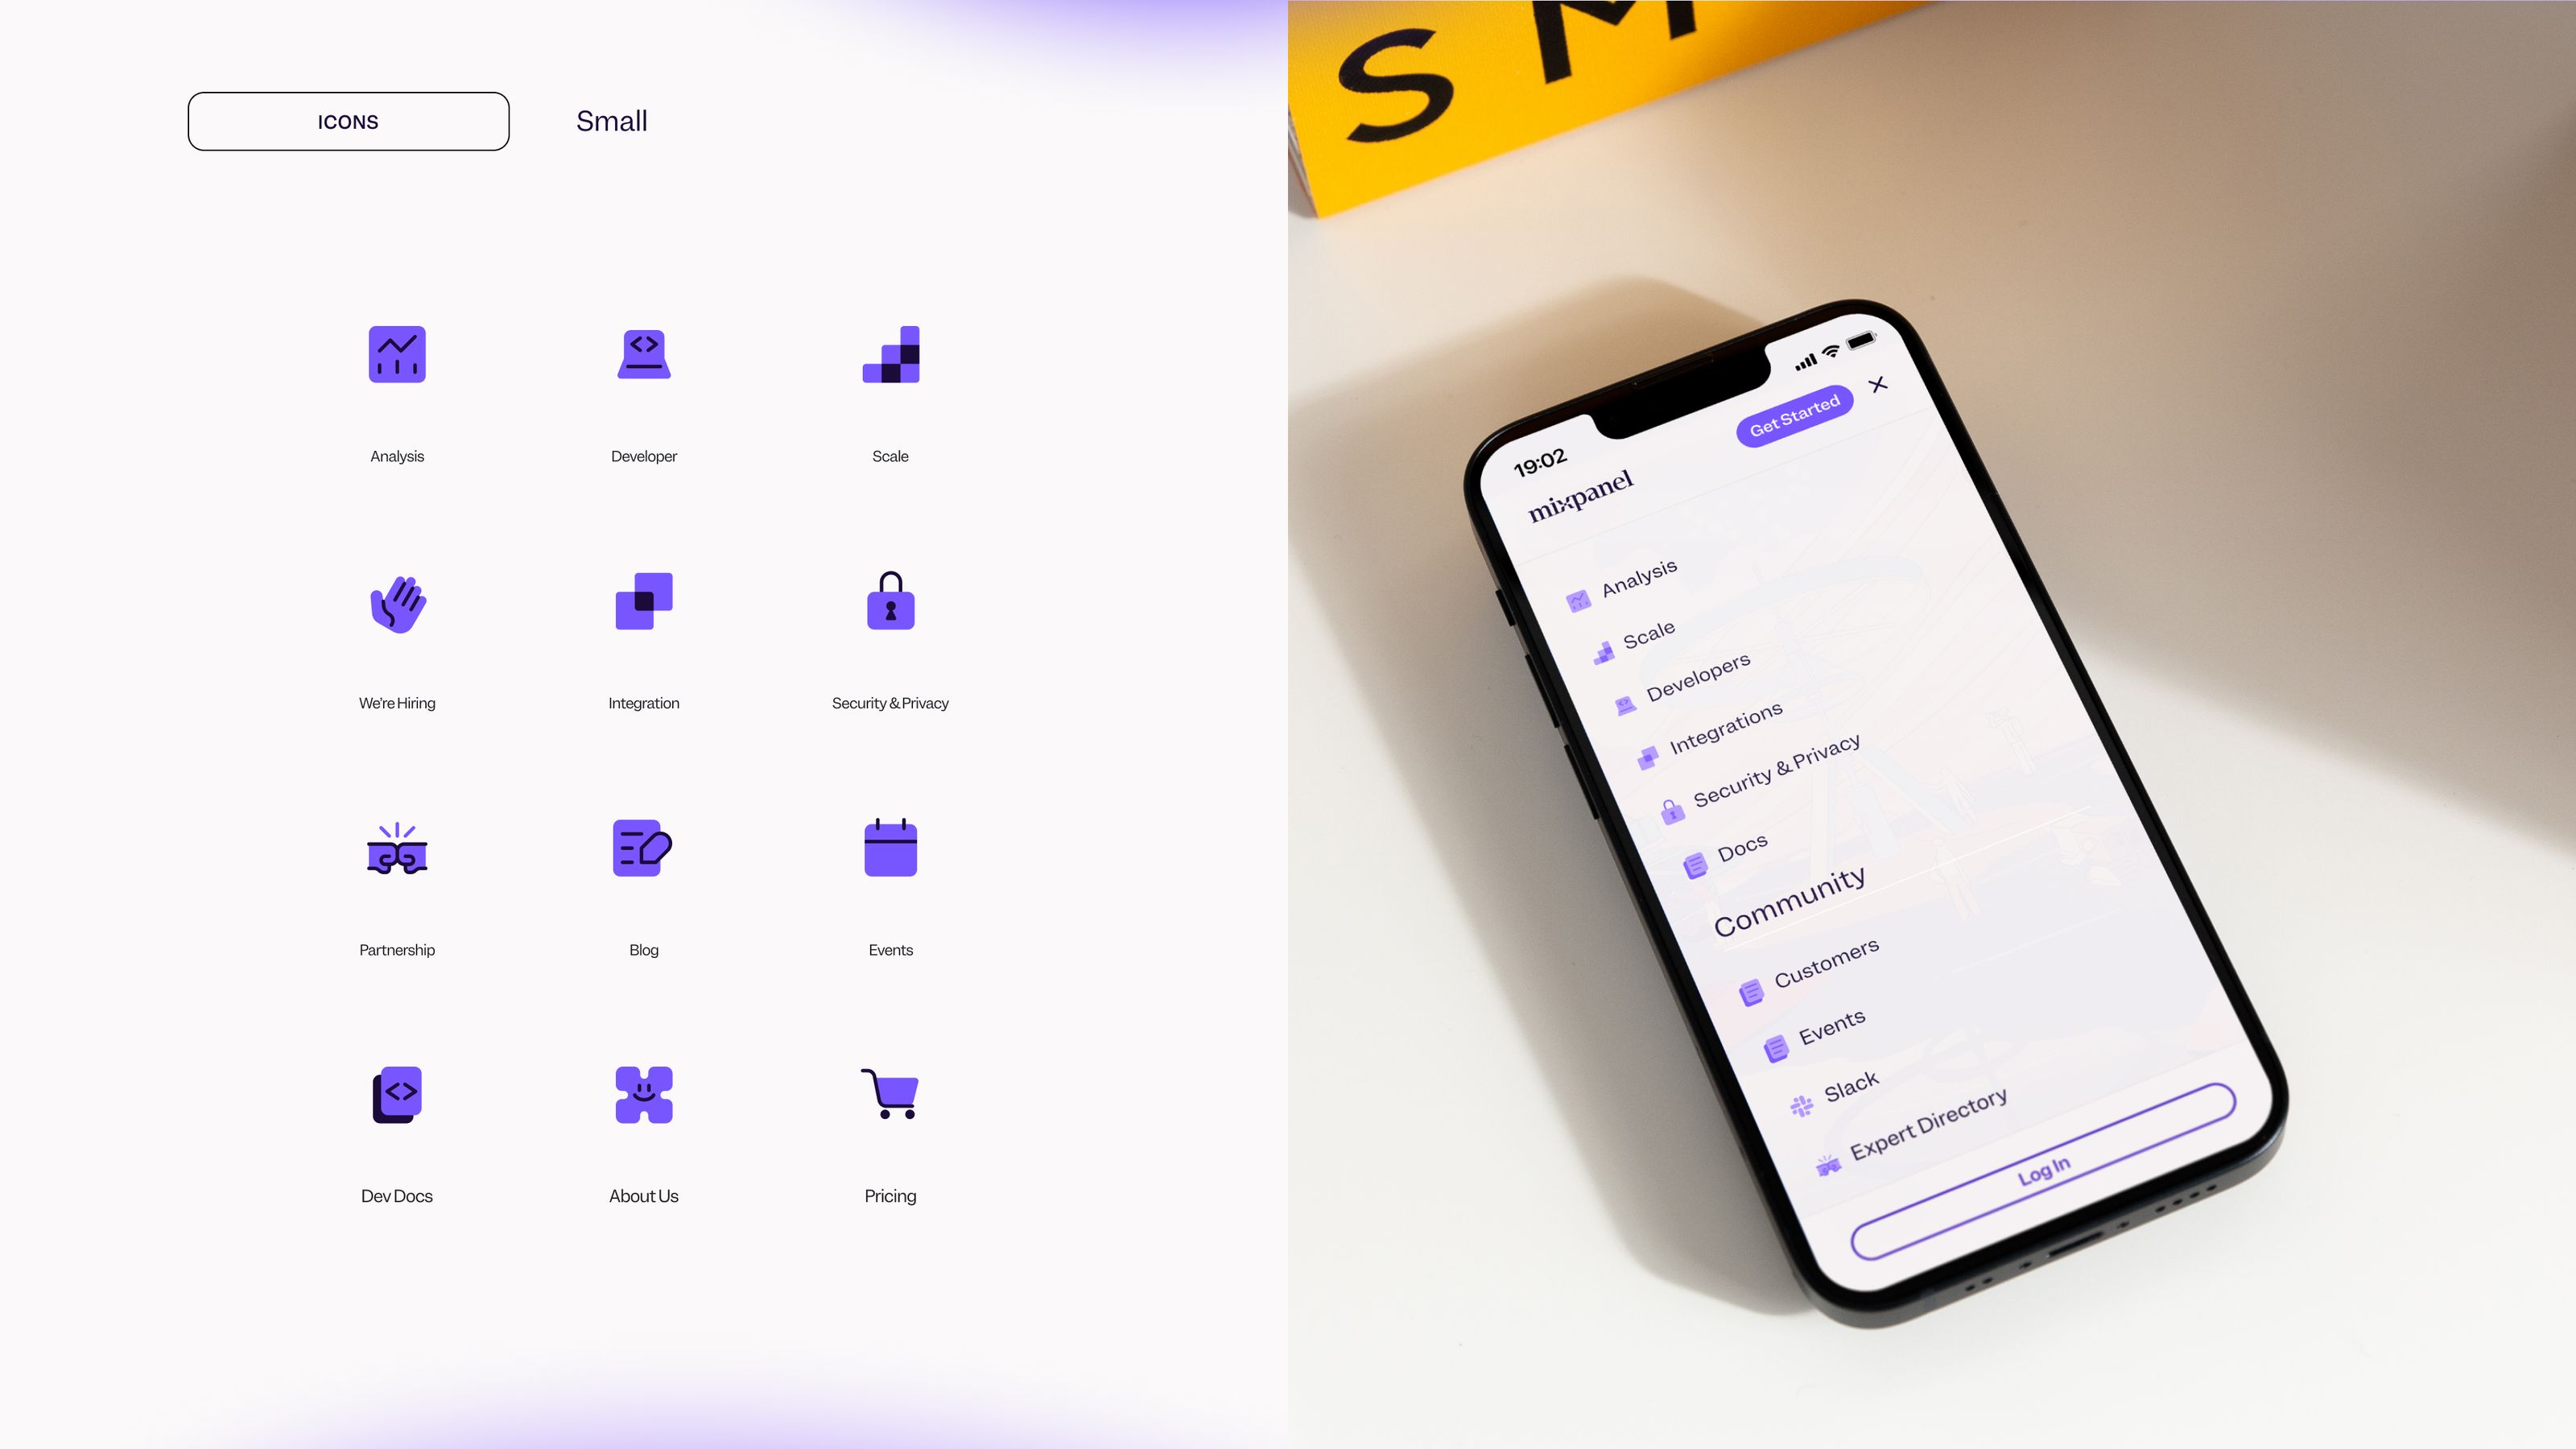 ICONS
Small
Analysis
Developer
Scale
We're Hiring
Integration
Security & Privacy
Partnership
Blog
Events
Dev Docs
About Us
Pricing
S M
19:02
Get Started
mixpanel
Analysis
Scale
Developers
Integrations
Security & Privacy
Docs
Community
Customers
Events
Slack
Expert Directory
Log In